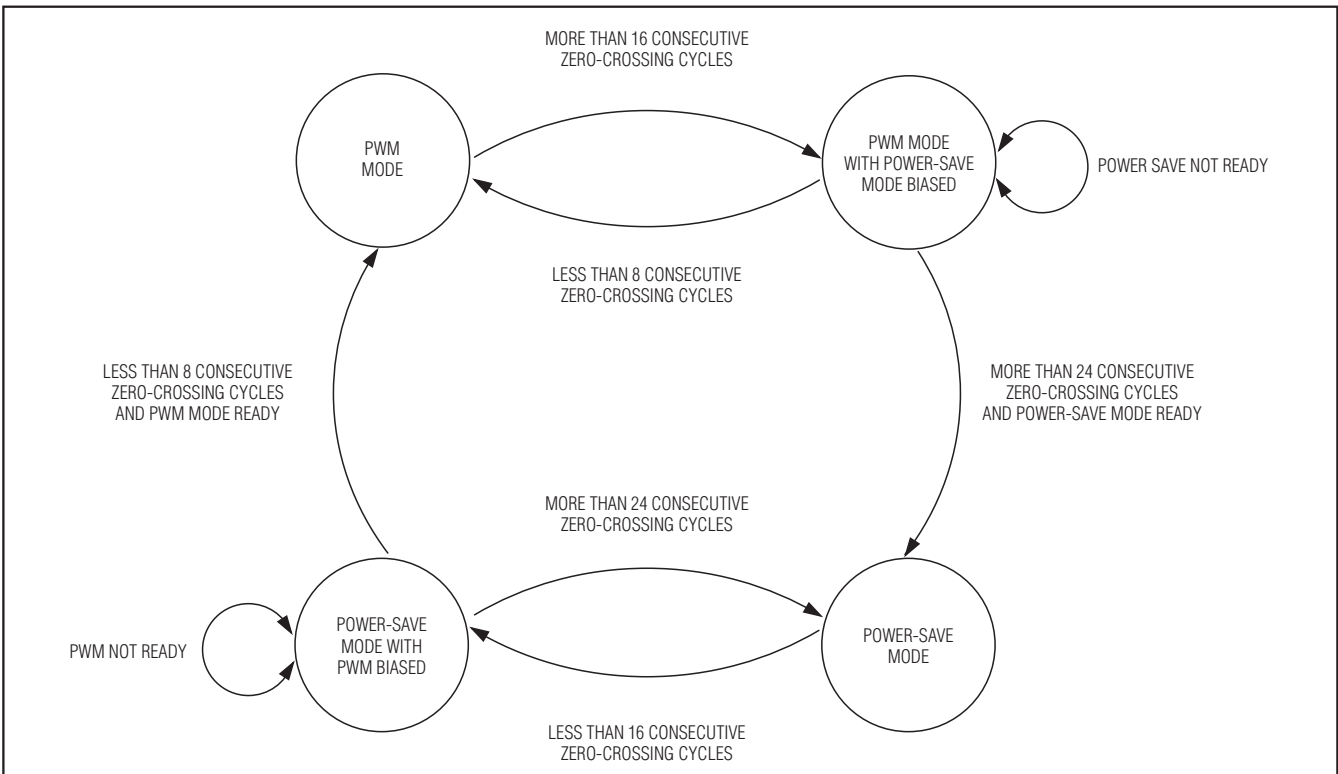 MORE THAN 16 CONSECUTIVE
ZERO-CROSSING CYCLES
PWM
MODE
PWM MODE
WITH POWER-SAVE
MODE BIASED
POWER SAVE NOT READY
LESS THAN 8 CONSECUTIVE
ZERO-CROSSING CYCLES
LESS THAN 8 CONSECUTIVE
ZERO-CROSSING CYCLES
AND PWM MODE READY
MORE THAN 24 CONSECUTIVE
ZERO-CROSSING CYCLES
AND POWER-SAVE MODE READY
MORE THAN 24 CONSECUTIVE
ZERO-CROSSING CYCLES
PWM NOT READY
POWER-SAVE
MODE WITH
PWM BIASED
POWER-SAVE
MODE
LESS THAN 16 CONSECUTIVE
ZERO-CROSSING CYCLES